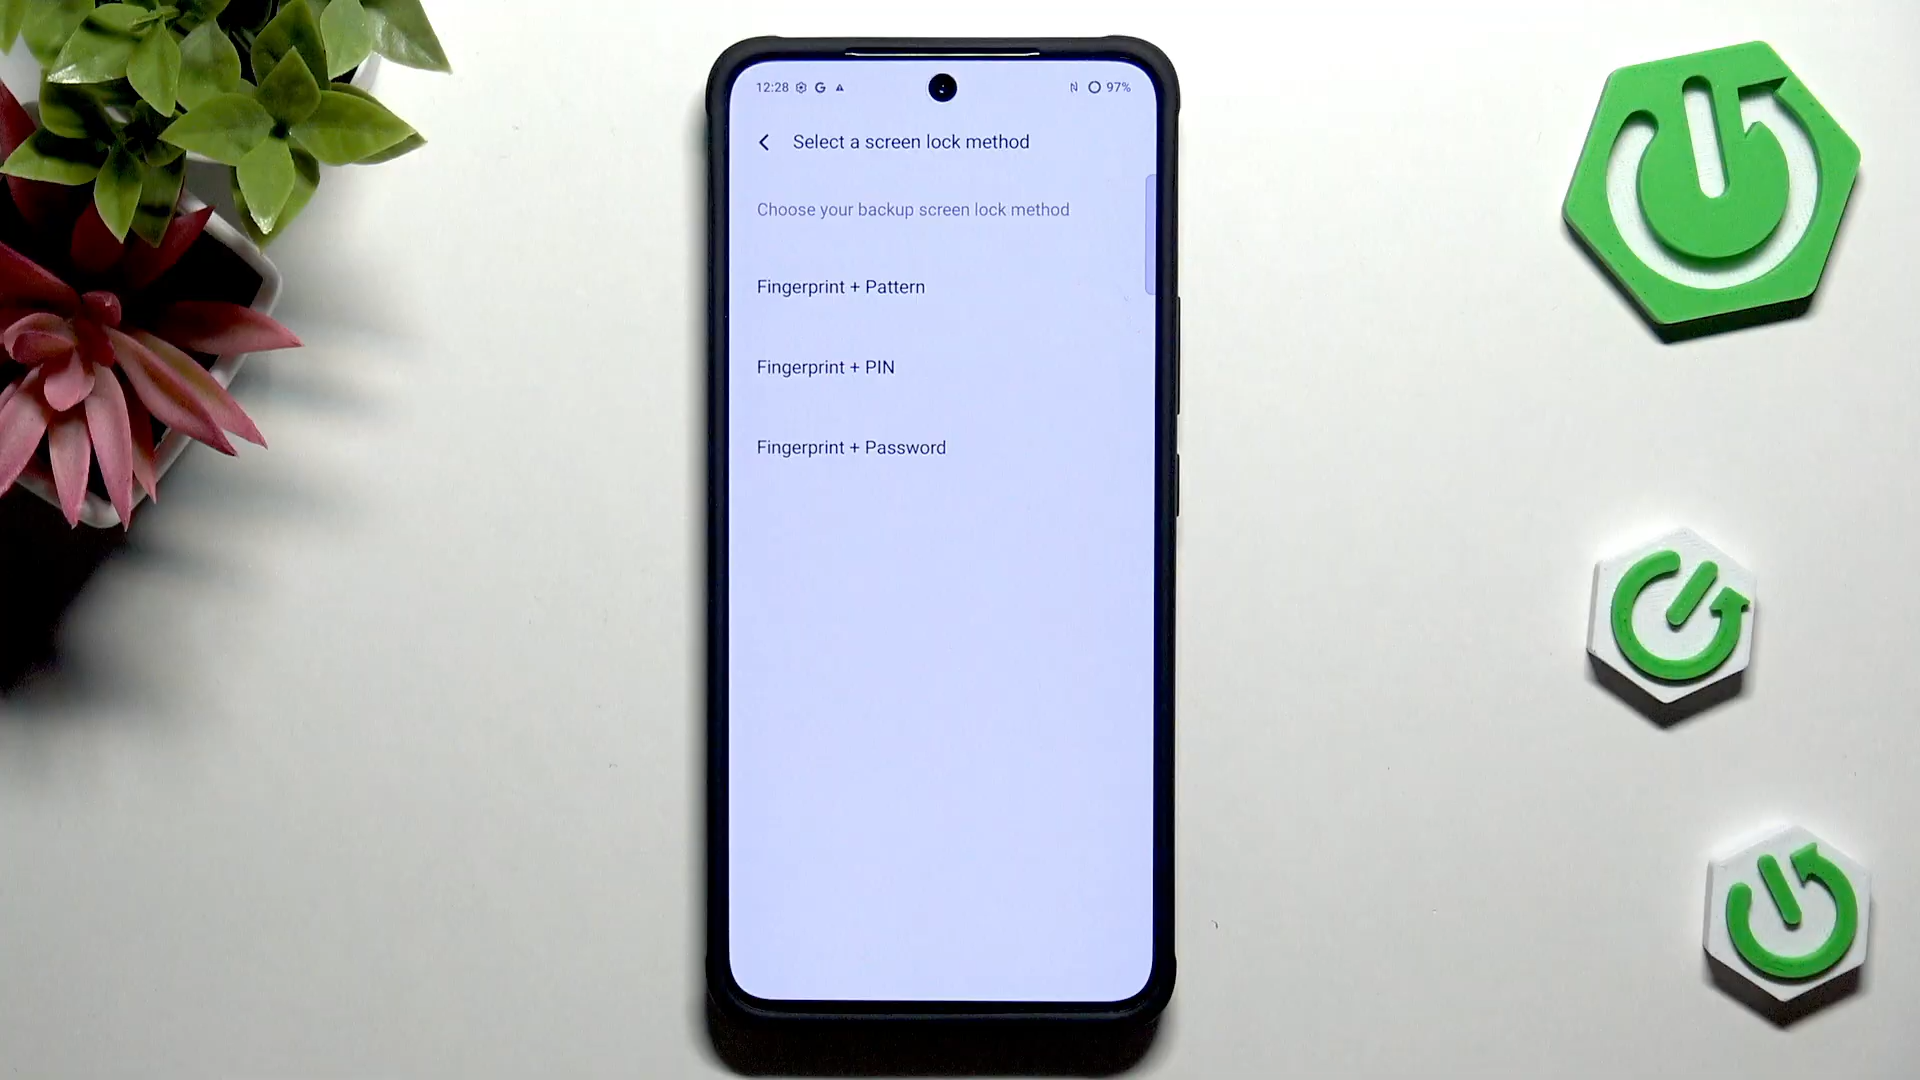 12:28 G 97%
Select a screen lock method
Choose your backup screen lock method
Fingerprint + Pattern
Fingerprint + PIN
Fingerprint + Password